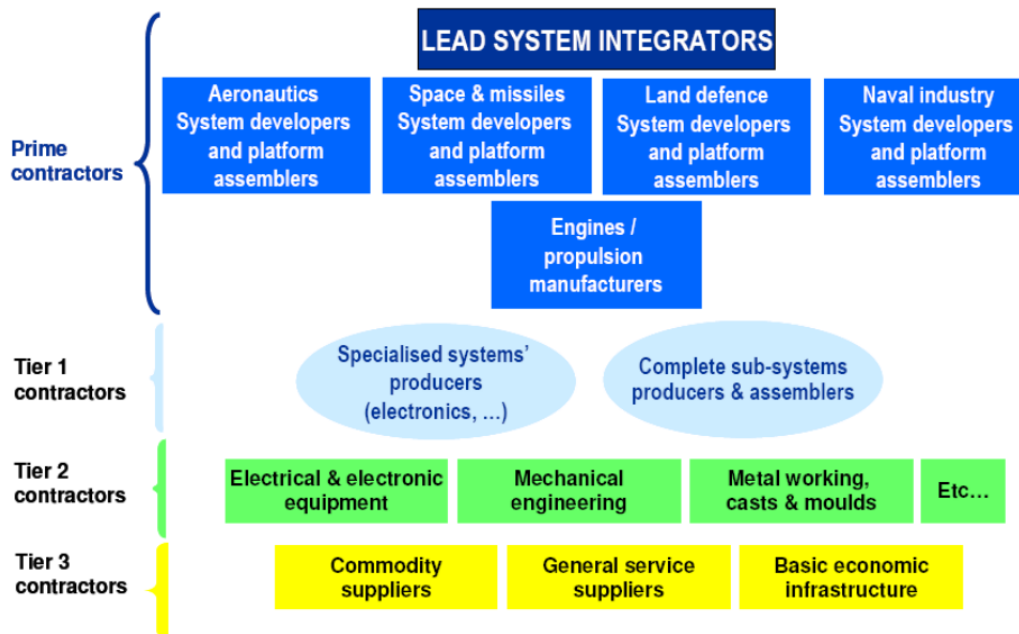 LEAD SYSTEM INTEGRATORS
Prime
contractors
Aeronautics
System developers
and platform
assemblers
Space & missiles
System developers
and platform
assemblers
Land defence
System developers
and platform
assemblers
Naval industry
System developers
and platform
assemblers
Engines /
propulsion
manufacturers
Tier 1
contractors
Specialised systems’
producers
(electronics, …)
Complete sub-systems
producers & assemblers
Tier 2
contractors
Electrical & electronic
equipment
Mechanical
engineering
Metal working,
casts & moulds
Etc…
Tier 3
contractors
Commodity
suppliers
General service
suppliers
Basic economic
infrastructure